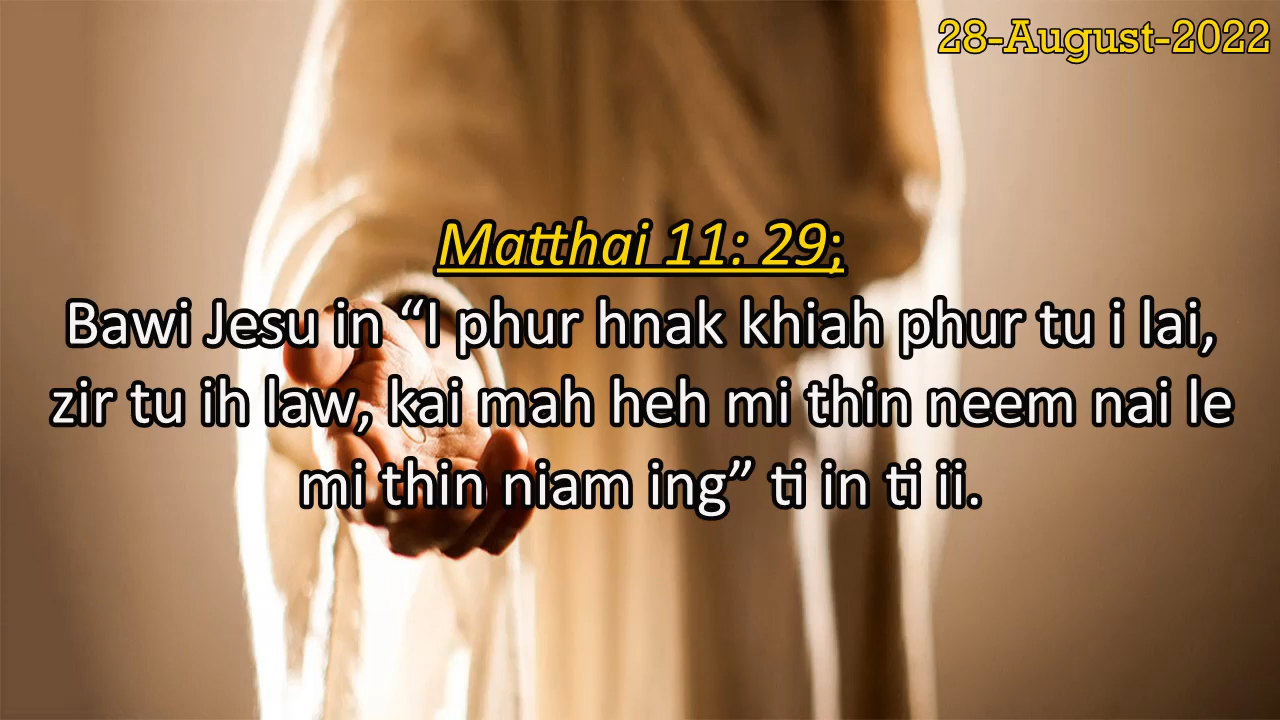 28-August-2022
Matthai 11: 29;
Bawi Jesu in “I phur hnak khiah phur tu i lai,
zir tu ih law, kai mah heh mi thin neem nai le
mi thin niam ing” ti in ti ii.